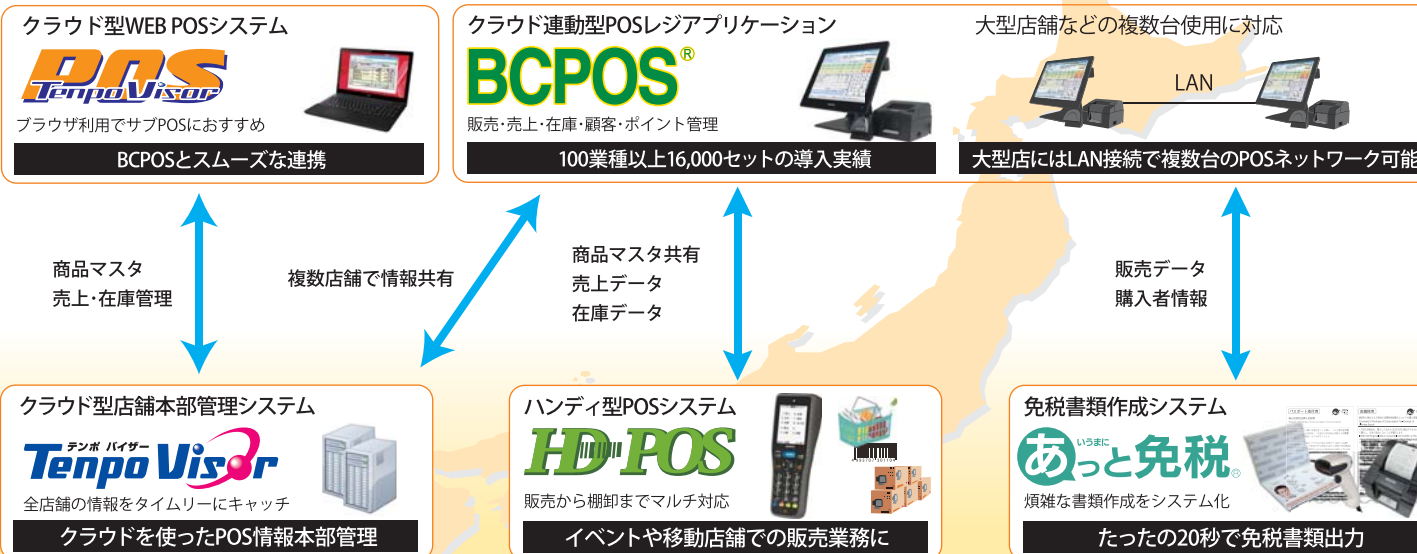 クラウド型WEB POSシステム
POS
TenpoVisor
ブラウザ利用でサブPOSにおすすめ
BCPOSとスムーズな連携
クラウド連動型POSレジアプリケーション
BCPOS®
販売・売上・在庫・顧客・ポイント管理
100業種以上16,000セットの導入実績
大型店舗などの複数台使用に対応
LAN
大型店にはLAN接続で複数台のPOSネットワーク可能
商品マスタ
売上・在庫管理
複数店舗で情報共有
商品マスタ共有
売上データ
在庫データ
販売データ
購入者情報
クラウド型店舗本部管理システム
テンポ バイザー
Tenpo Visor
全店舗の情報をタイムリーにキャッチ
クラウドを使ったPOS情報本部管理
ハンディ型POSシステム
HD POS
販売から棚卸までマルチ対応
イベントや移動店舗での販売業務に
免税書類作成システム
いうまに
あっと免税®
煩雑な書類作成をシステム化
たったの20秒で免税書類出力